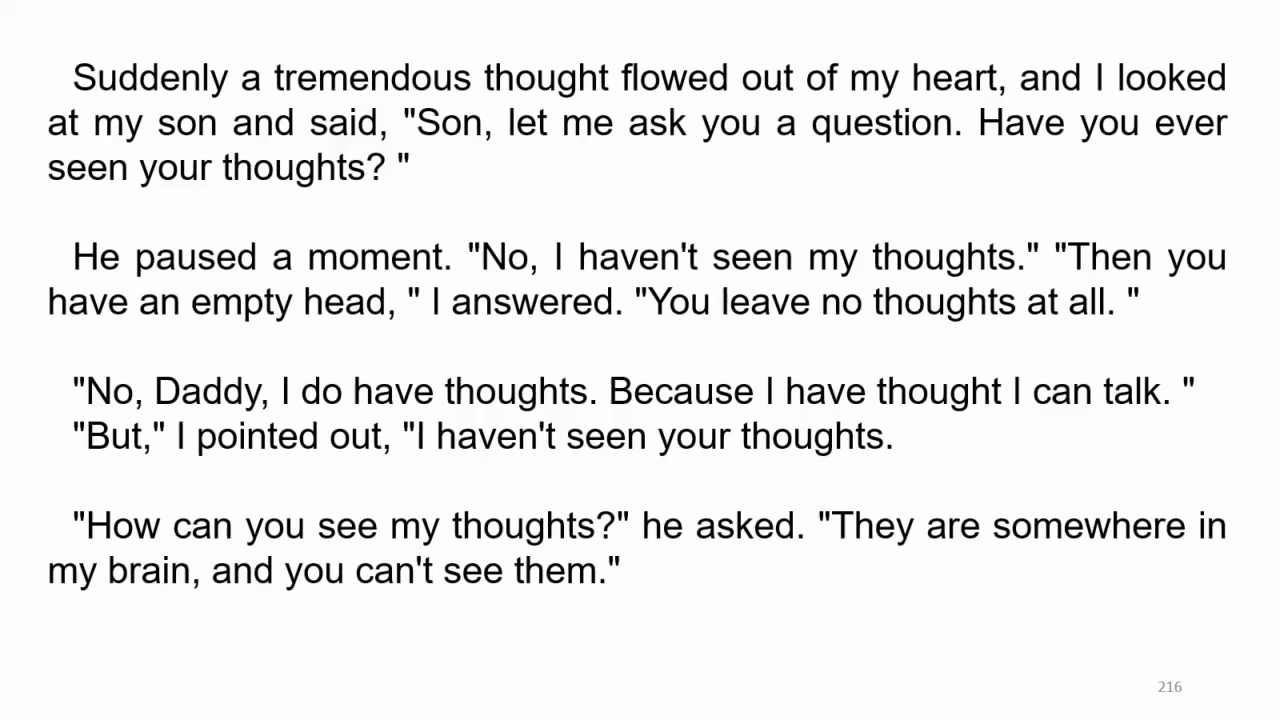 Suddenly a tremendous thought flowed out of my heart, and I looked
at my son and said, "Son, let me ask you a question. Have you ever
seen your thoughts? "
He paused a moment. "No, I haven't seen my thoughts." "Then you
have an empty head, " I answered. "You leave no thoughts at all. "
"No, Daddy, I do have thoughts. Because I have thought I can talk. "
"But," I pointed out, "I haven't seen your thoughts.
"How can you see my thoughts?" he asked. "They are somewhere in
my brain, and you can't see them."
216